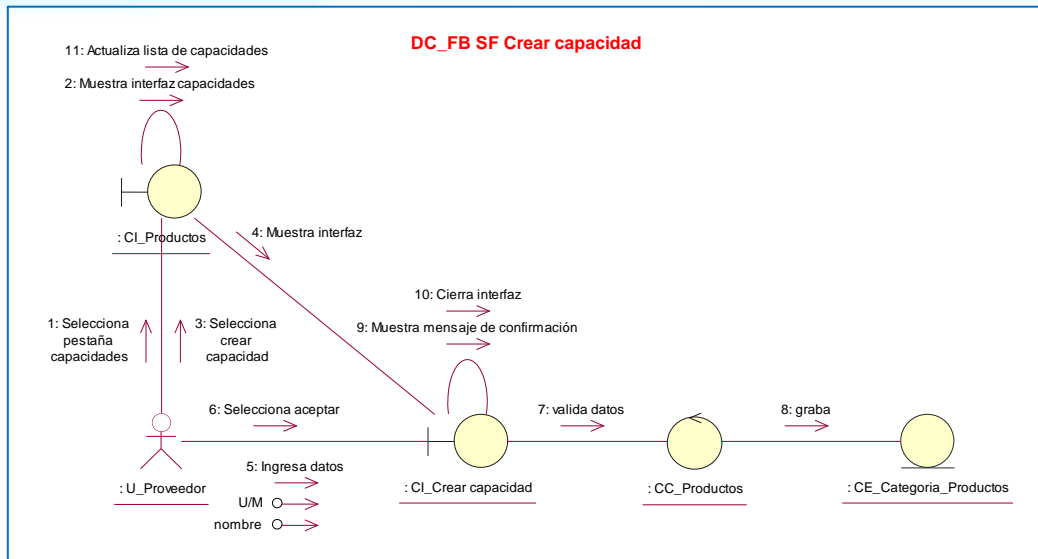 DC_FB SF Crear capacidad
11: Actualiza lista de capacidades
2: Muestra interfaz capacidades
: CI_Productos
4: Muestra interfaz
10: Cierra interfaz
9: Muestra mensaje de confirmación
1: Selecciona
pestaña
capacidades
3: Selecciona
crear
capacidad
6: Selecciona aceptar
7: valida datos
8: graba
5: Ingresa datos
U/M
nombre
: U_Proveedor
: CI_Crear capacidad
: CC_Productos
: CE_Categoria_Productos